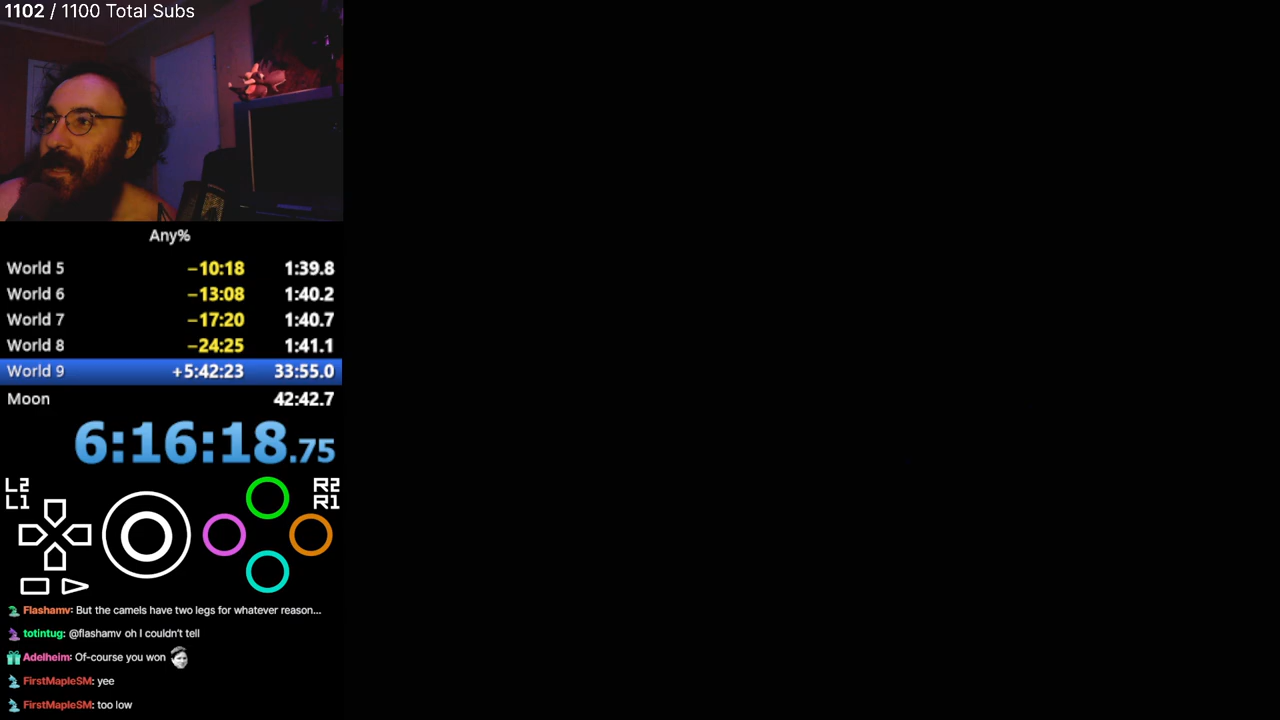 1102 / 1100 Total Subs
Any%
World 5 −10:18 1:39.8
World 6 −13:08 1:40.2
World 7 −17:20 1:40.7
World 8 −24:25 1:41.1
World 9 +5:42:23 33:55.0
Moon 42:42.7
6:16:18.75
L2 R2
L1 R1
Flashamv: But the camels have two legs for whatever reason...
totintug: @flashamv oh I couldn't tell
Adelheim: Of-course you won
FirstMapleSM: yee
FirstMapleSM: too low